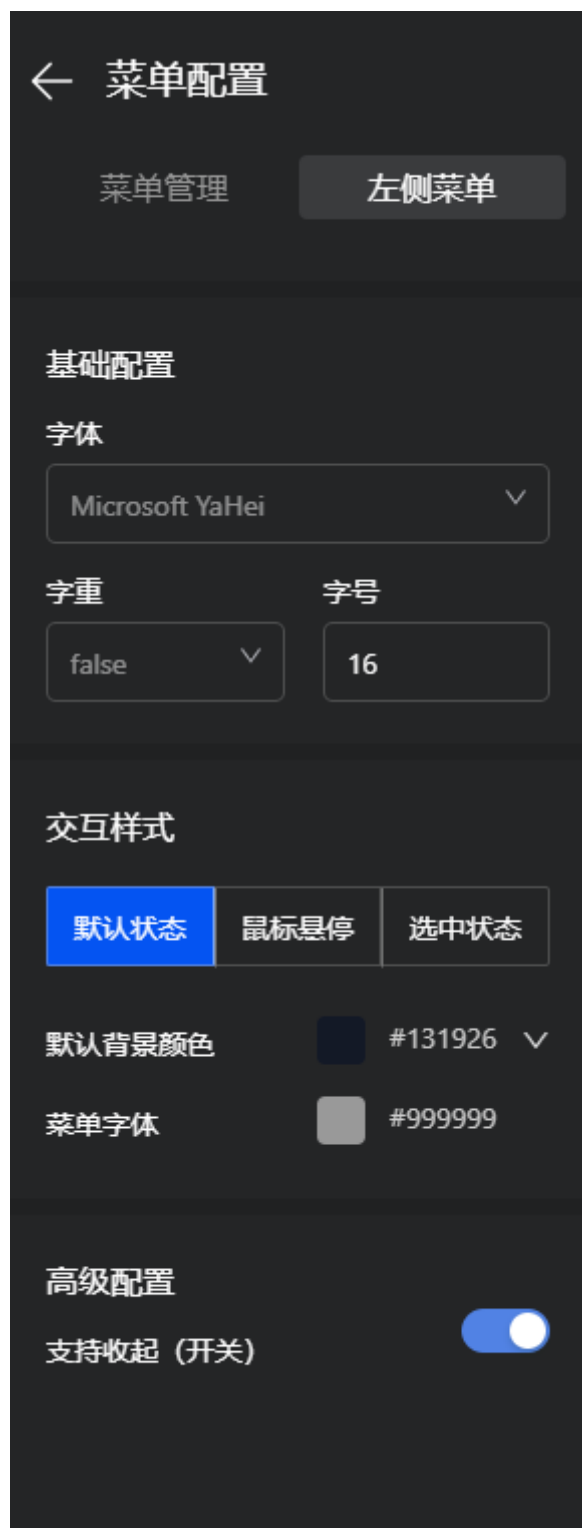 菜单配置
菜单管理 左侧菜单
基础配置
字体
Microsoft YaHei
字重 字号
false 16
交互样式
默认状态 鼠标悬停 选中状态
默认背景颜色 #131926
菜单字体 #999999
高级配置
支持收起（开关）